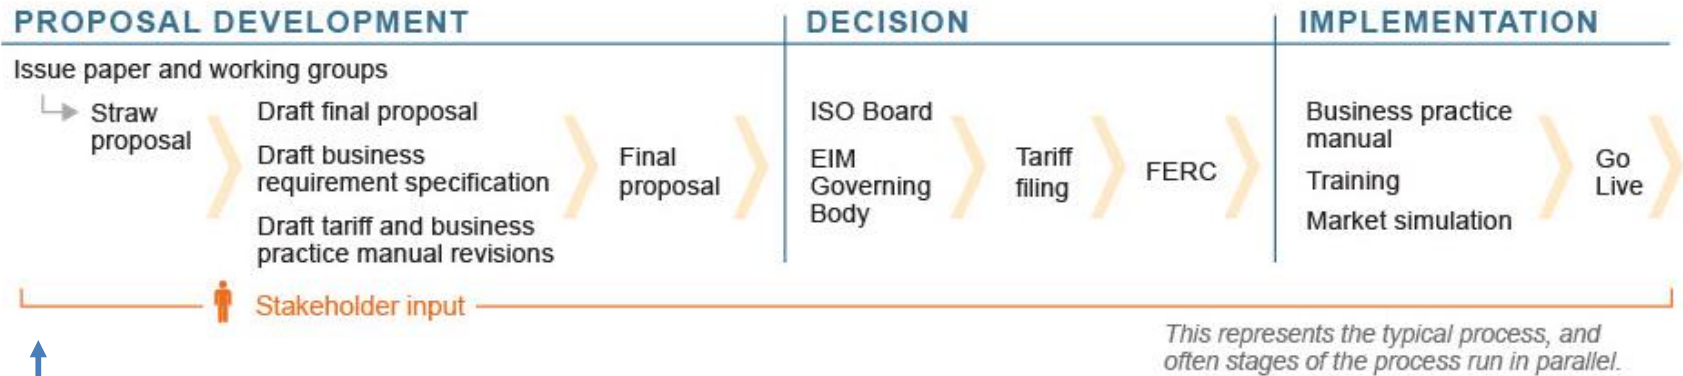 PROPOSAL DEVELOPMENT
DECISION
IMPLEMENTATION
Issue paper and working groups
Straw
proposal
Draft final proposal
Draft business
requirement specification
Draft tariff and business
practice manual revisions
Final
proposal
ISO Board
EIM
Governing
Body
Tariff
filing
FERC
Business practice
manual
Training
Market simulation
Go
Live
Stakeholder input
This represents the typical process, and
often stages of the process run in parallel.